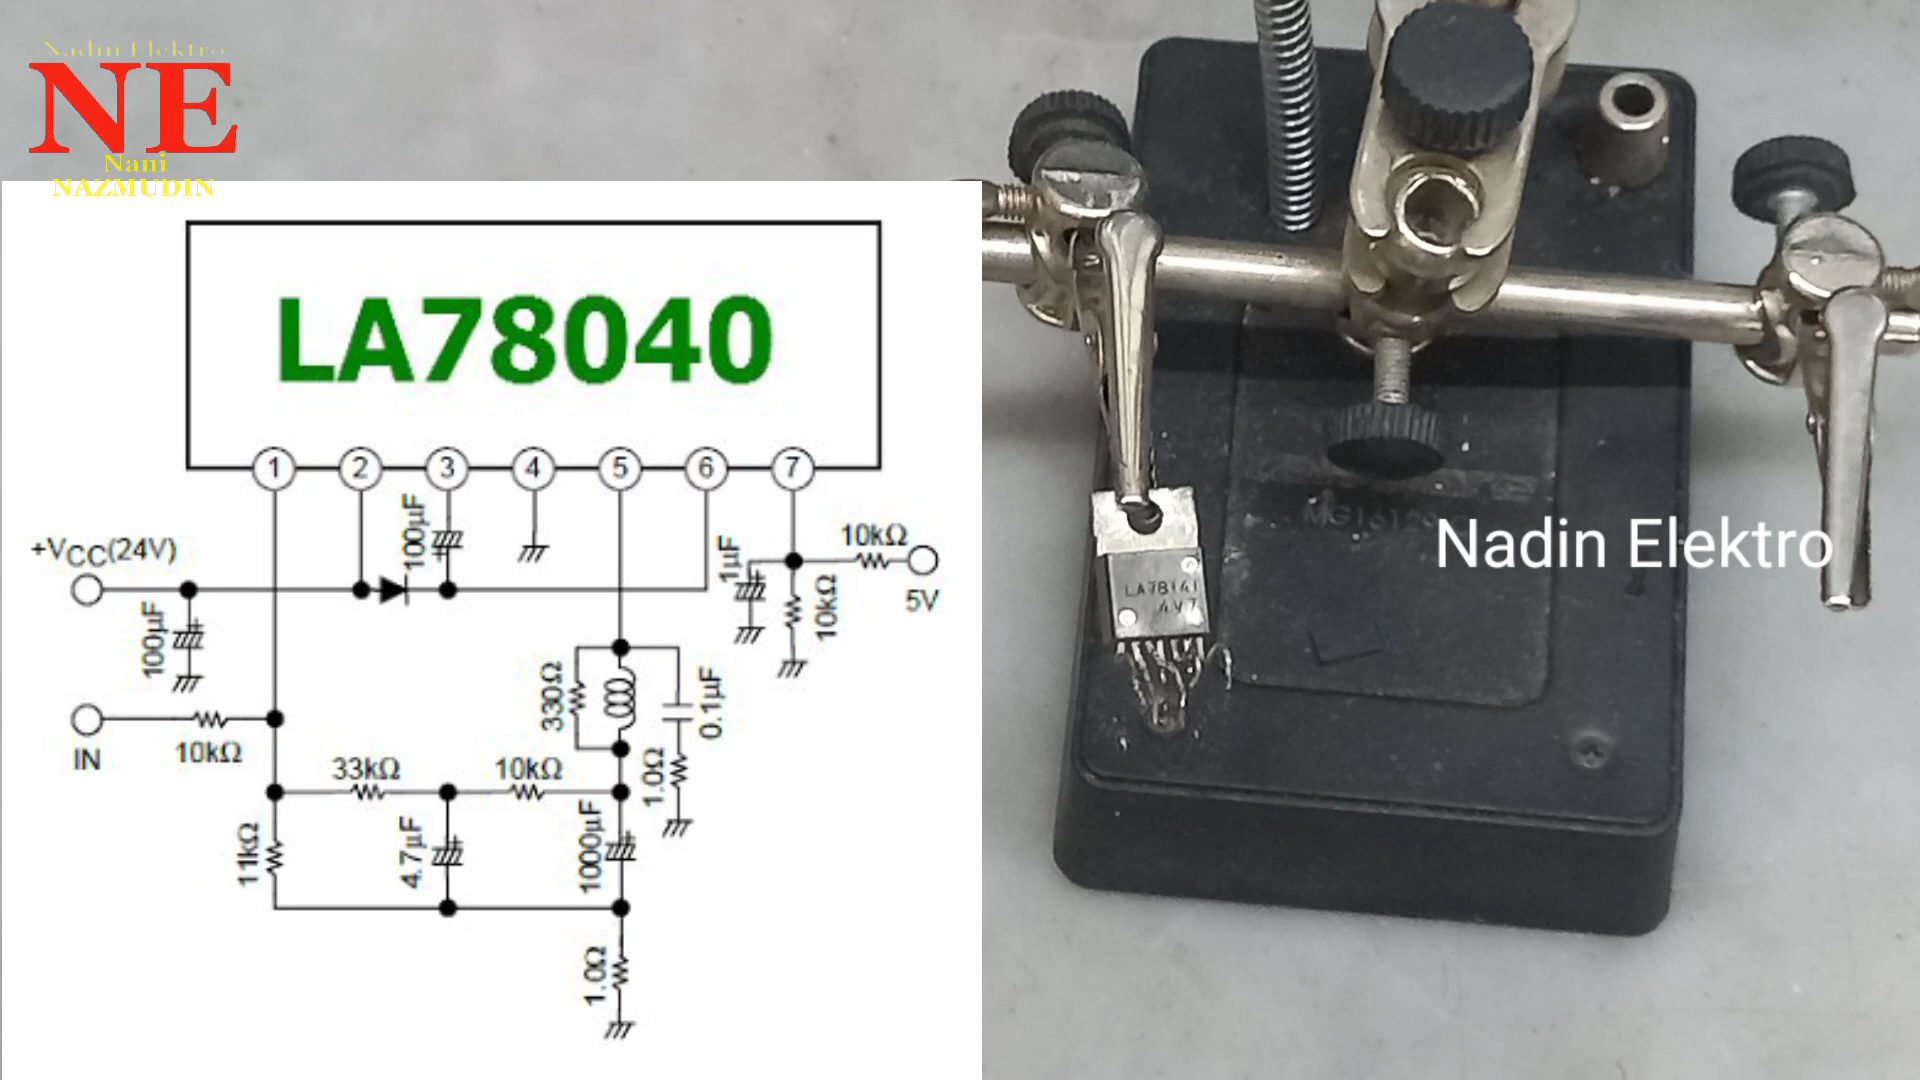 Nadin Elektro
NE
Nani
NAZMUDIN
LA78040
1 2 3 4 5 6 7
+VCC(24V)
100µF
100µF
1µF
10kΩ
10kΩ
5V
IN
10kΩ
330Ω
0.1µF
1.0Ω
33kΩ
10kΩ
11kΩ
4.7µF
1000µF
1.0Ω
LA78141
4V7
Nadin Elektro